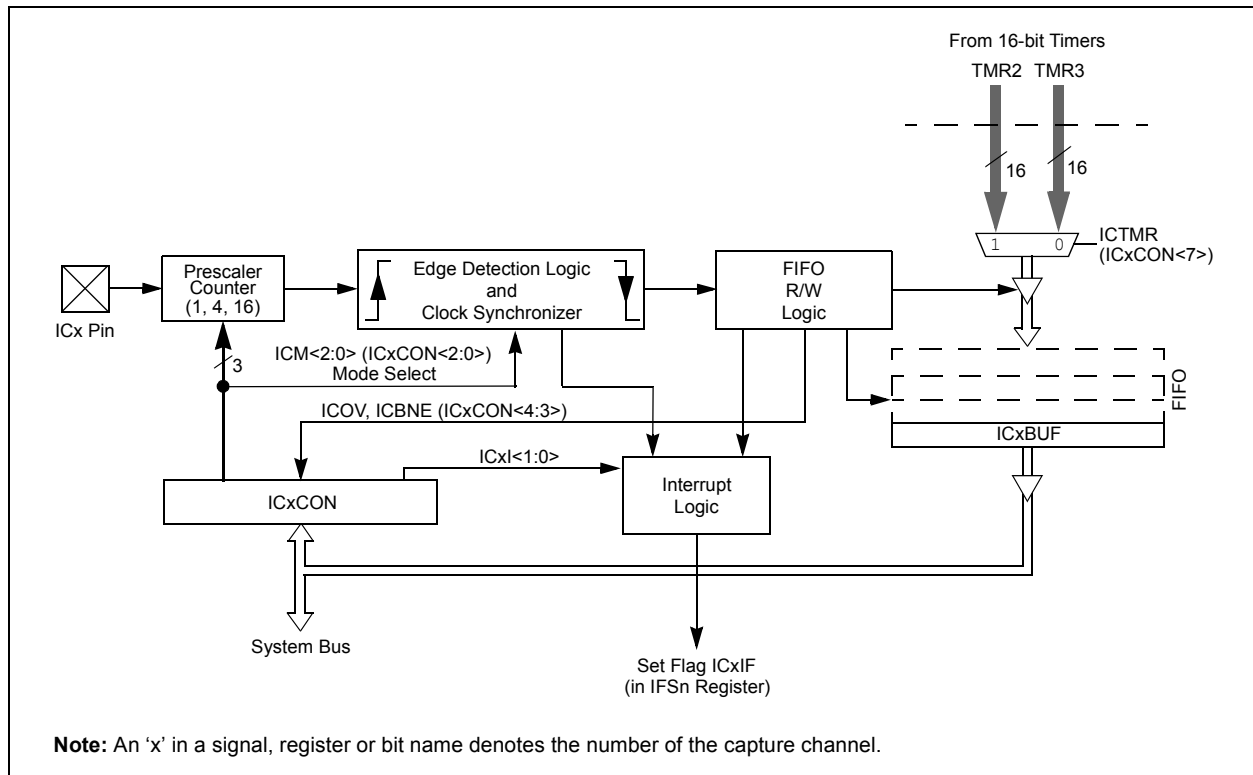 From 16-bit Timers
TMR2 TMR3
16 16
1 0
ICTMR
(ICxCON<7>)
Prescaler
Counter
(1, 4, 16)
Edge Detection Logic
and
Clock Synchronizer
FIFO
R/W
Logic
ICx Pin
3
ICM<2:0> (ICxCON<2:0>)
Mode Select
FIFO
ICOV, ICBNE (ICxCON<4:3>)
ICxBUF
ICxI<1:0>
ICxCON
Interrupt
Logic
System Bus
Set Flag ICxIF
(in IFSn Register)
Note: An ‘x’ in a signal, register or bit name denotes the number of the capture channel.